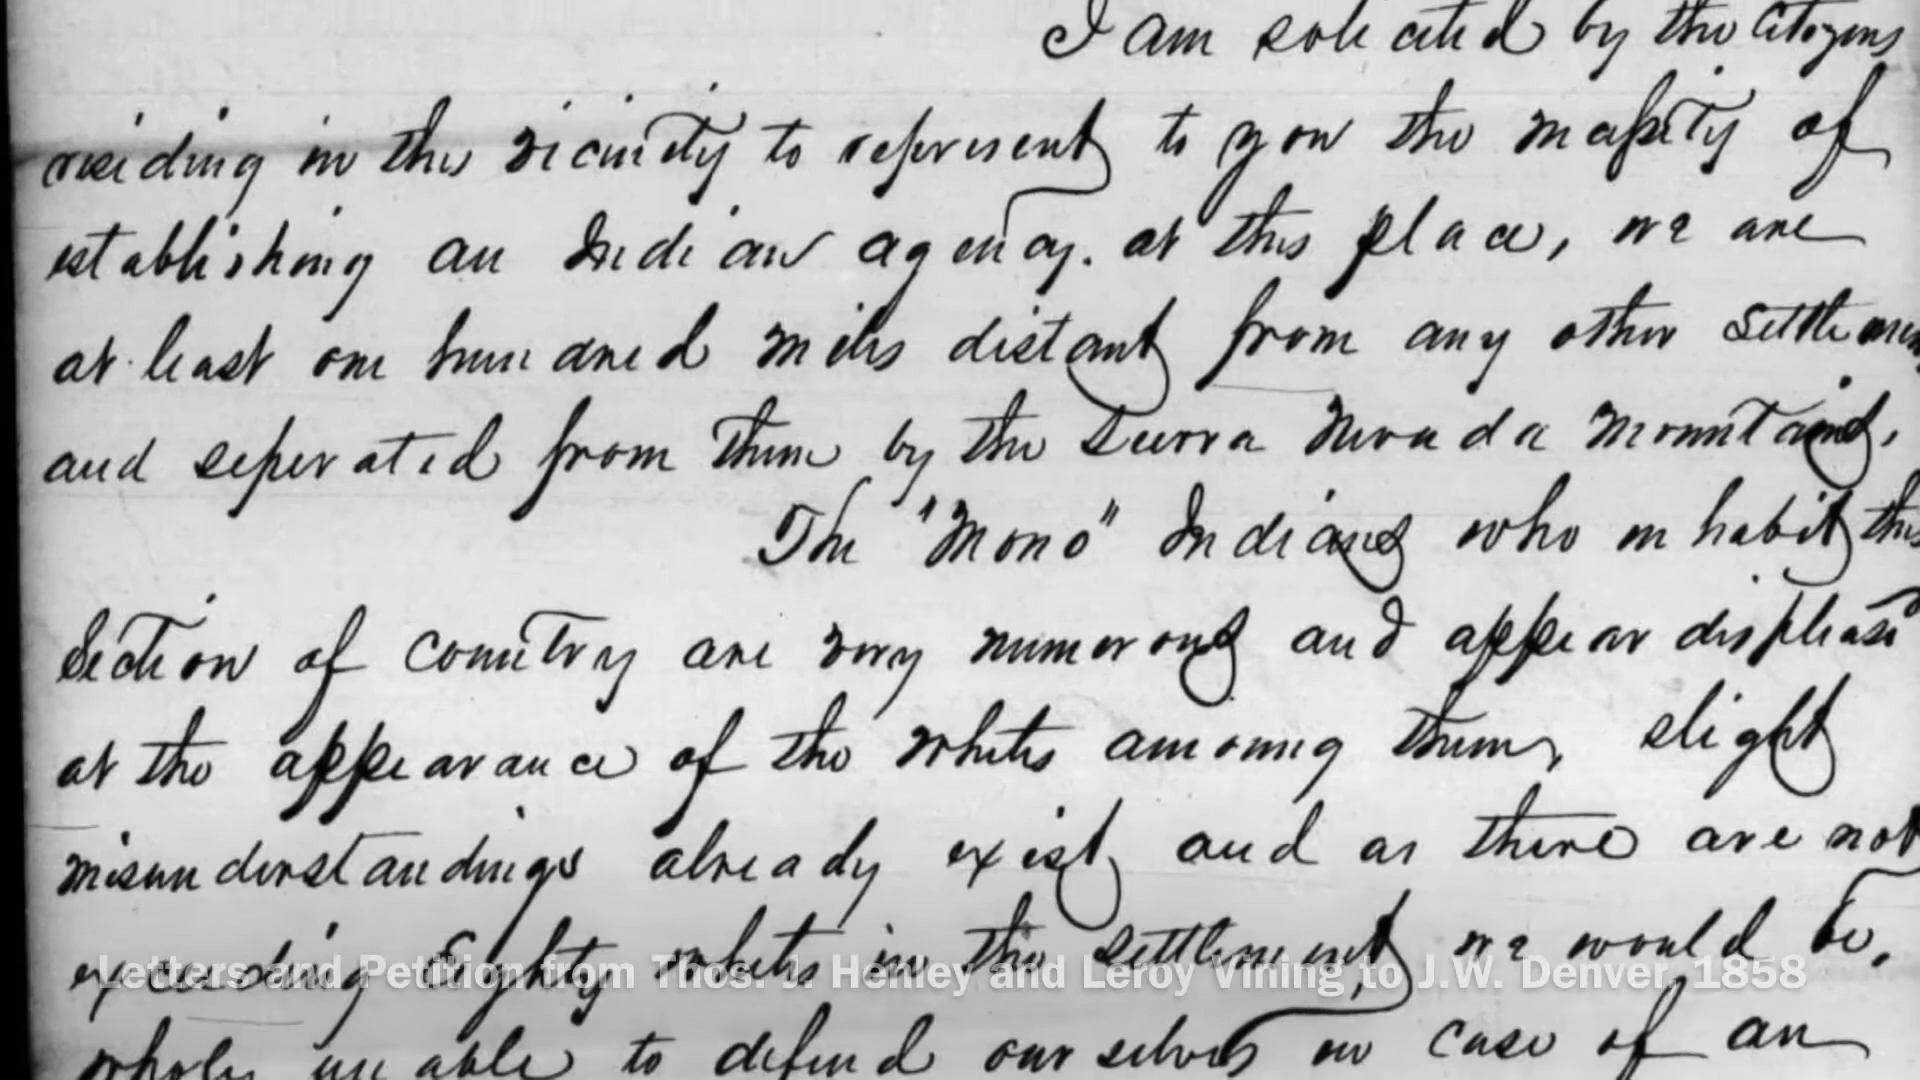 I am solicited by the Citizens
residing in this vicinity to represent to you the of
establishing an Indian agency. at this place, we are
at least one hundred miles distant from any other Settlemen
and seperated from them by the Sierra Nevada Mountains.
The "Mono" Indians who inhabit this
Section of Country are very numerous and appear displeased
at the appearance of the whites among them, slight
misunderstandings already exist, and as there are not
exceeding Eighty whites in the Settlement, we would be,
Letters and Petition from Thos. J. Henley and Leroy Vining to J.W. Denver, 1858
wholey unable to defend ourselves in case of an